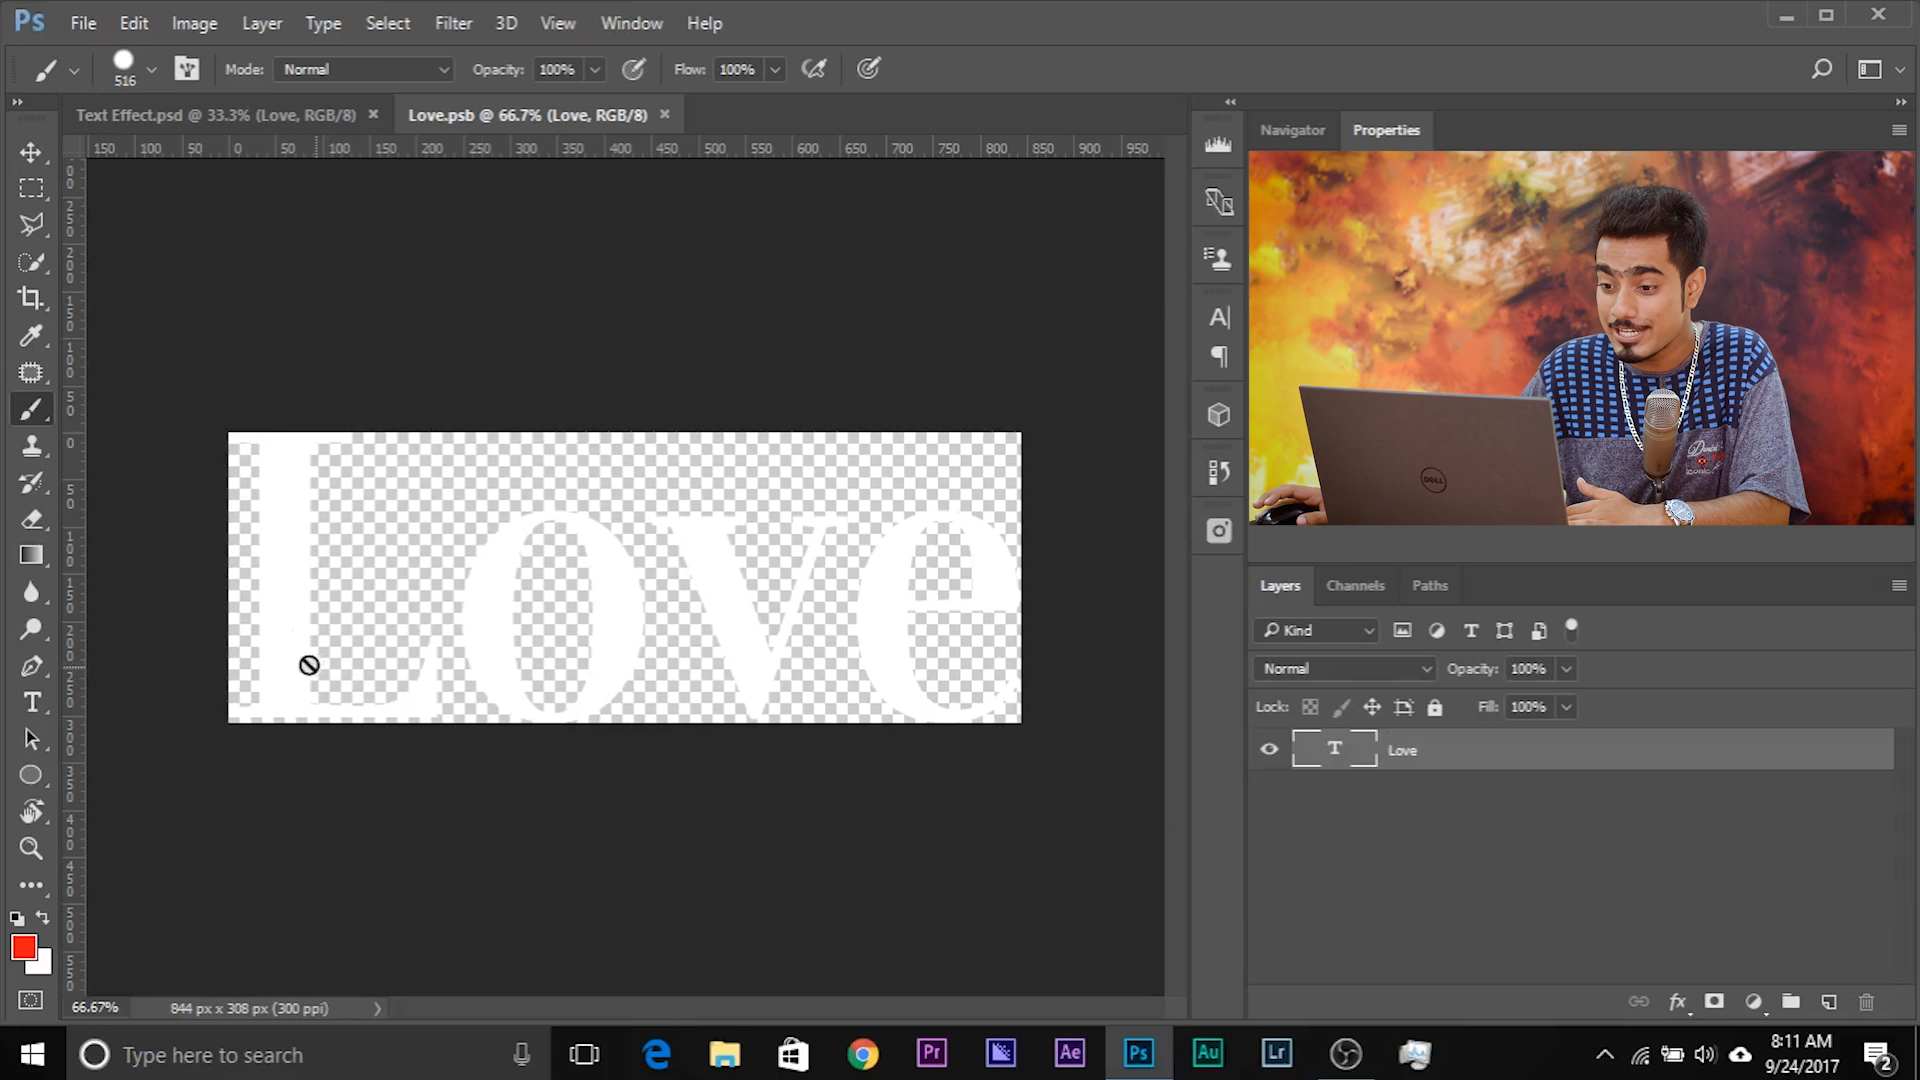 Ps File Edit Image Layer Type Select Filter 3D View Window Help
516 Mode: Normal Opacity: 100% Flow: 100%
Text Effect.psd @ 33.3% (Love, RGB/8) × Love.psb @ 66.7% (Love, RGB/8) ×
150 100 50 0 50 100 150 200 250 300 350 400 450 500 550 600 650 700 750 800 850 900 950
Navigator Properties
Love
DELL
Layers Channels Paths
Kind
Normal Opacity: 100%
Lock: Fill: 100%
T Love
fx
66.67% 844 px x 308 px (300 ppi)
Type here to search
Pr Ae Ps Au Lr
8:11 AM
9/24/2017
2